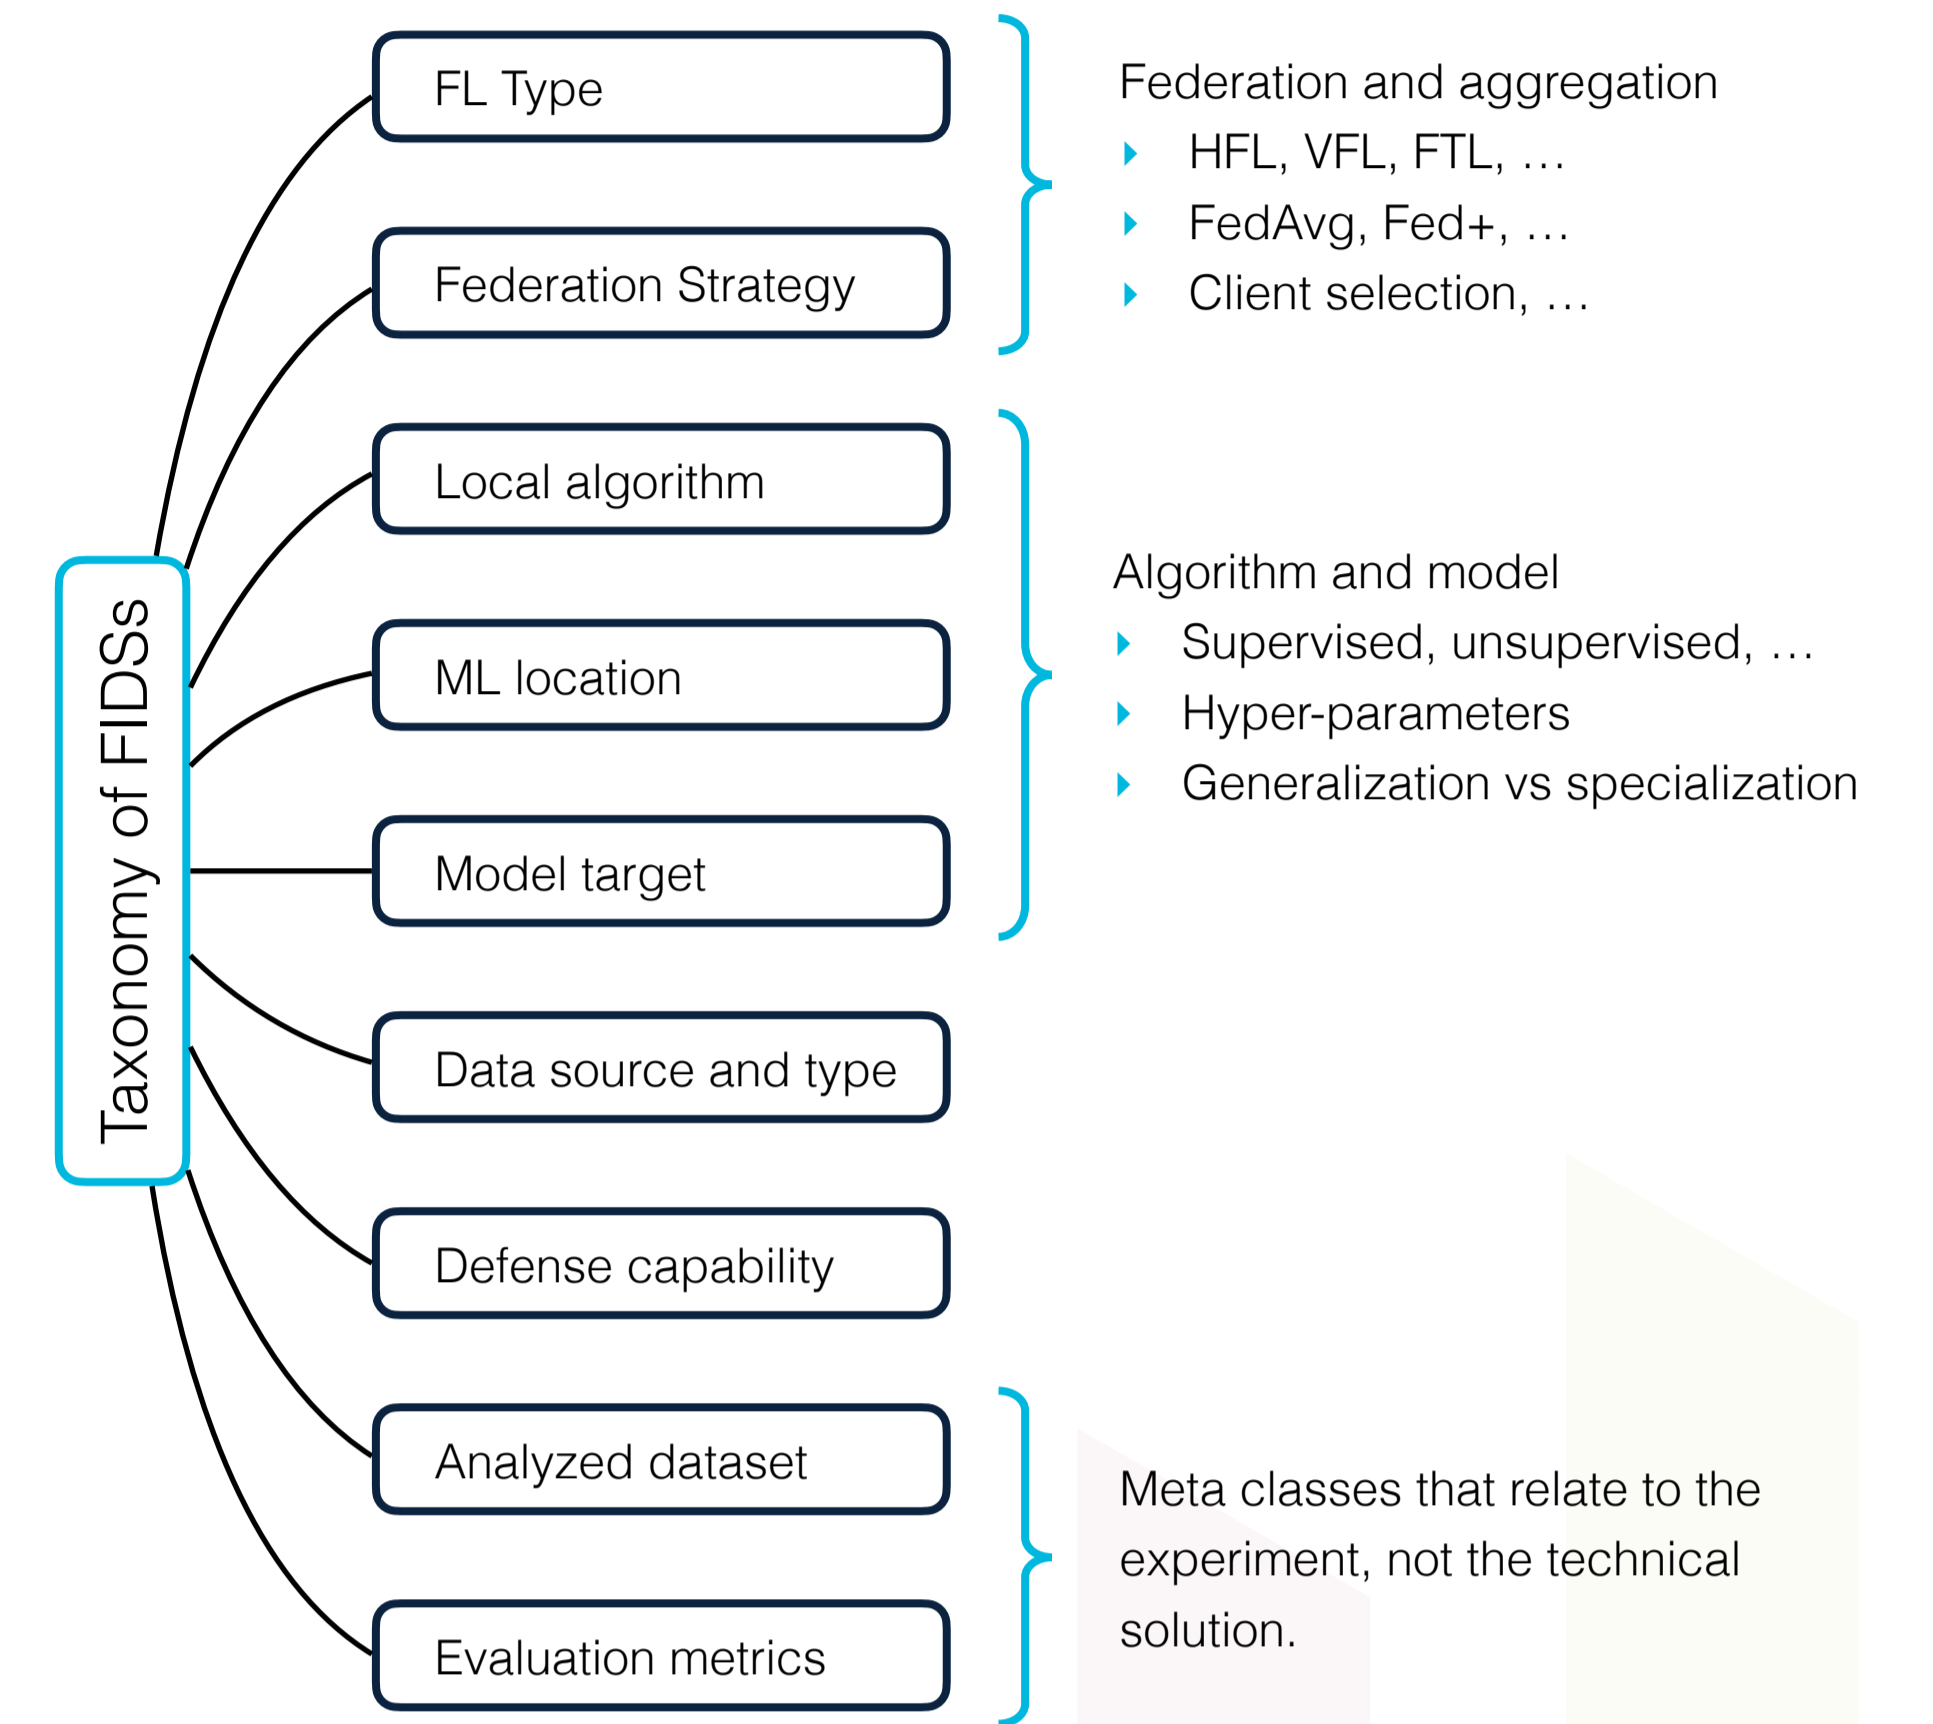 Taxonomy of FIDSs
FL Type
Federation Strategy
Local algorithm
ML location
Model target
Data source and type
Defense capability
Analyzed dataset
Evaluation metrics
Federation and aggregation
HFL, VFL, FTL, …
FedAvg, Fed+, …
Client selection, …
Algorithm and model
Supervised, unsupervised, …
Hyper-parameters
Generalization vs specialization
Meta classes that relate to the
experiment, not the technical
solution.